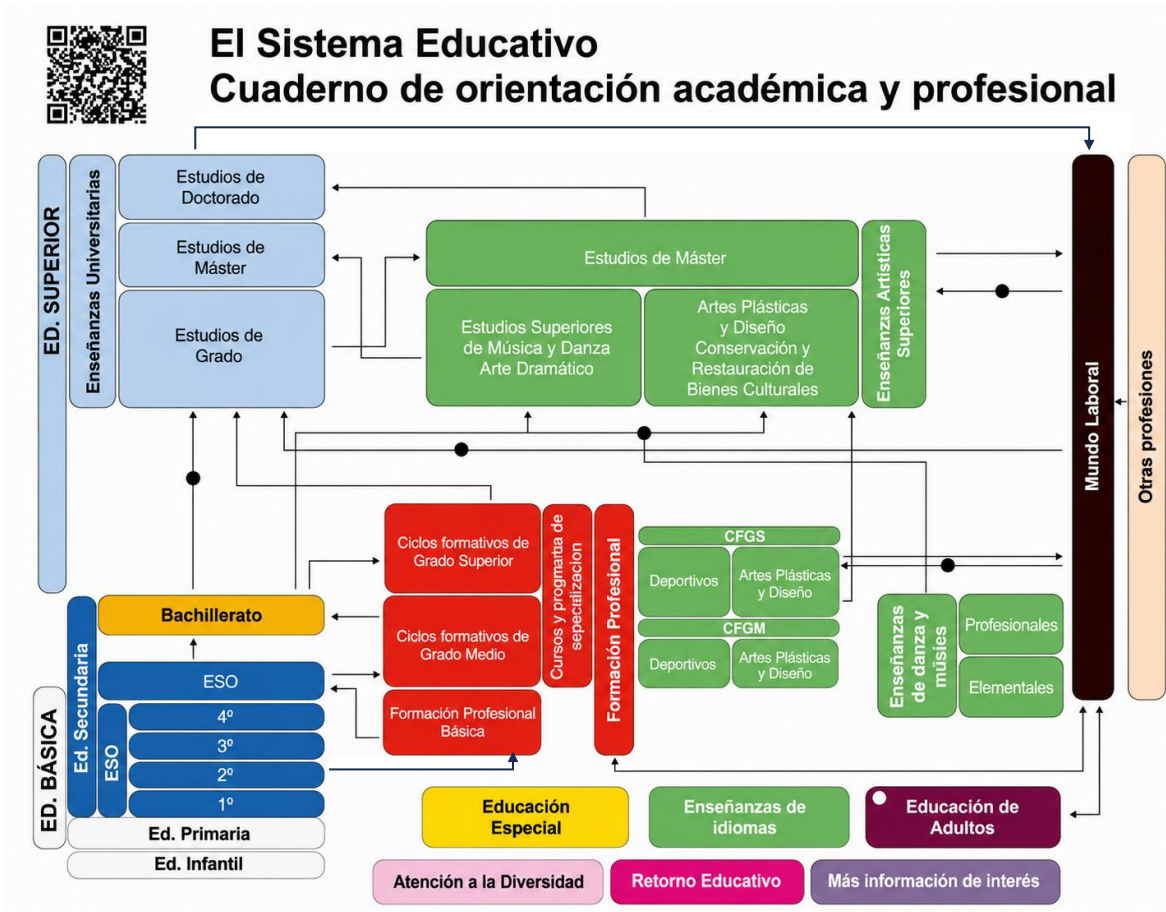 El Sistema Educativo
Cuaderno de orientación académica y profesional
ED. SUPERIOR
Enseñanzas Universitarias
Estudios de
Doctorado
Estudios de
Máster
Estudios de
Grado
Estudios de Máster
Estudios Superiores
de Música y Danza
Arte Dramático
Artes Plásticas
y Diseño
Conservación y
Restauración de
Bienes Culturales
Enseñanzas Artísticas
Superiores
Mundo Laboral
Otras profesiones
Bachillerato
Ed. Secundaria
ESO
ESO
4º
3º
2º
1º
ED. BÁSICA
Ed. Primaria
Ed. Infantil
Ciclos formativos de
Grado Superior
Ciclos formativos de
Grado Medio
Formación Profesional
Básica
Cursos y progmatua de
sepecialización
Formación Profesional
CFGS
Deportivos
Artes Plásticas
y Diseño
CFGM
Deportivos
Artes Plásticas
y Diseño
Enseñanzas
de danza y
mūsies
Profesionales
Elementales
Educación
Especial
Enseñanzas de
idiomas
Educación de
Adultos
Atención a la Diversidad
Retorno Educativo
Más información de interés